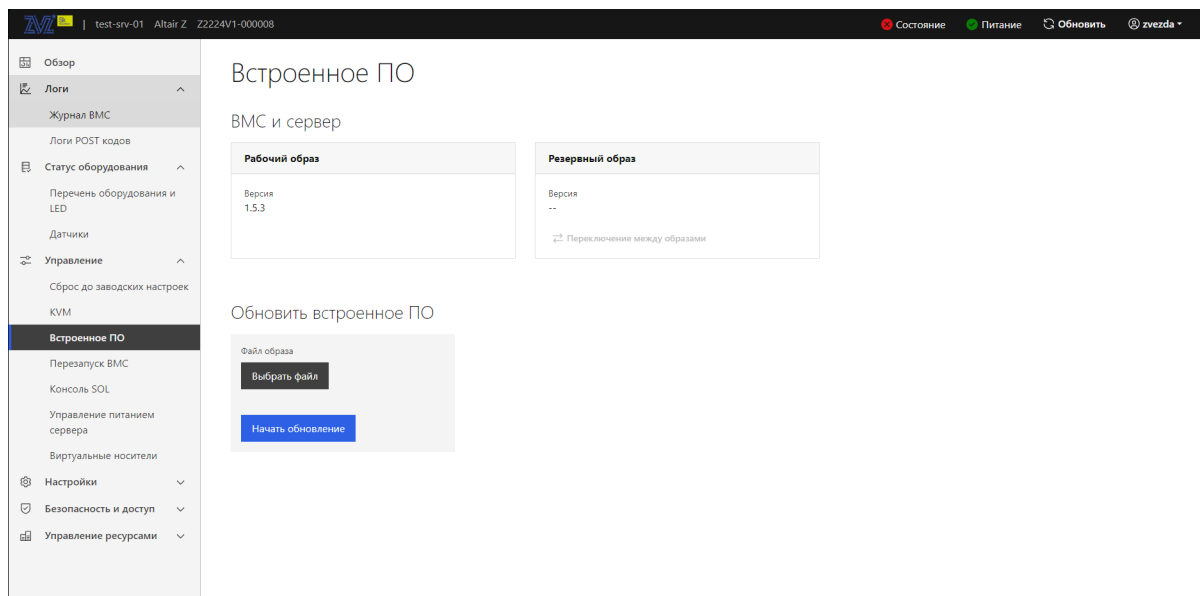 | test-srv-01 Altair Z Z2224V1-000008 Состояние Питание Обновить zvezda
Обзор
Логи
Журнал BMC
Логи POST кодов
Статус оборудования
Перечень оборудования и
LED
Датчики
Управление
Сброс до заводских настроек
KVM
Встроенное ПО
Перезапуск BMC
Консоль SOL
Управление питанием
сервера
Виртуальные носители
Настройки
Безопасность и доступ
Управление ресурсами
Встроенное ПО
BMC и сервер
Рабочий образ
Версия
1.5.3
Резервный образ
Версия
--
Переключение между образами
Обновить встроенное ПО
Файл образа
Выбрать файл
Начать обновление